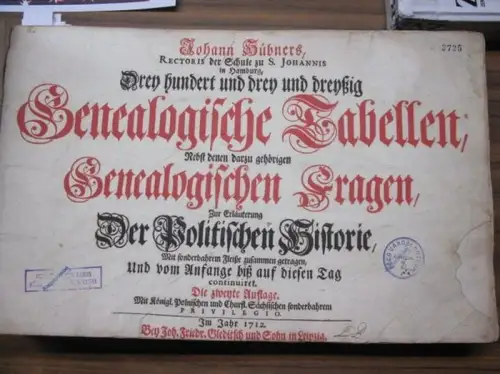 Johann Hübners,
2725
RECTORIS der Schule zu S. JOHANNIS
in Hamburg,
Drey hundert und drey und dreyßig
Genealogische Tabellen,
Nebst denen darzu gehörigen
Genealogischen Fragen,
Zur Erläuterung
Der Politischen Historie,
Mit sonderbahrem Fleiße zusammen getragen,
Und vom Anfange biß auf diesen Tag
continuiret.
Die zweyte Auflage.
Mit Königl. Polnischen und Churfl. Sächsischen sonderbahrem
PRIVILEGIO.
Im Jahr 1712.
Bey Joh. Friedr. Gleditsch und Sohn in Leipzig.